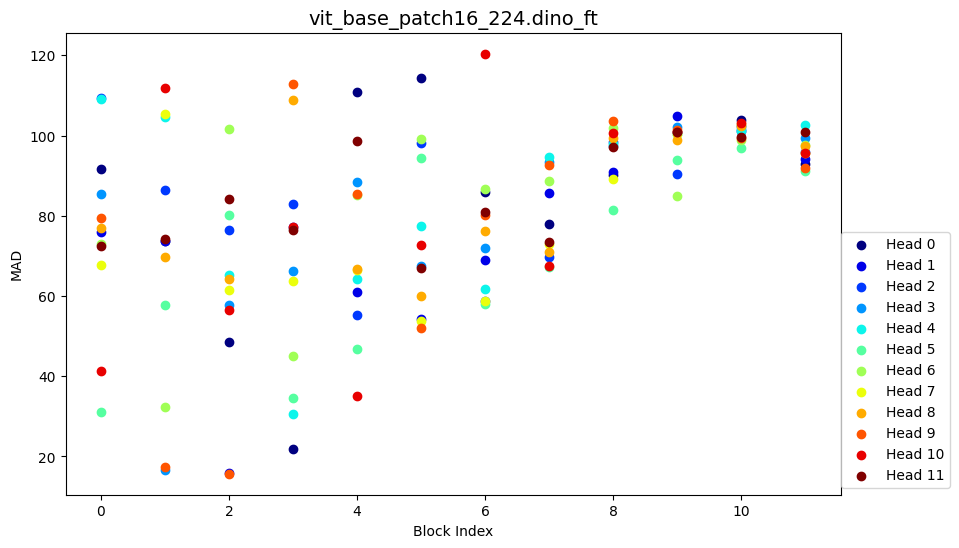 vit_base_patch16_224.dino_ft
120
100
80
60
40
20
MAD
0 2 4 6 8 10
Block Index
Head 0
Head 1
Head 2
Head 3
Head 4
Head 5
Head 6
Head 7
Head 8
Head 9
Head 10
Head 11